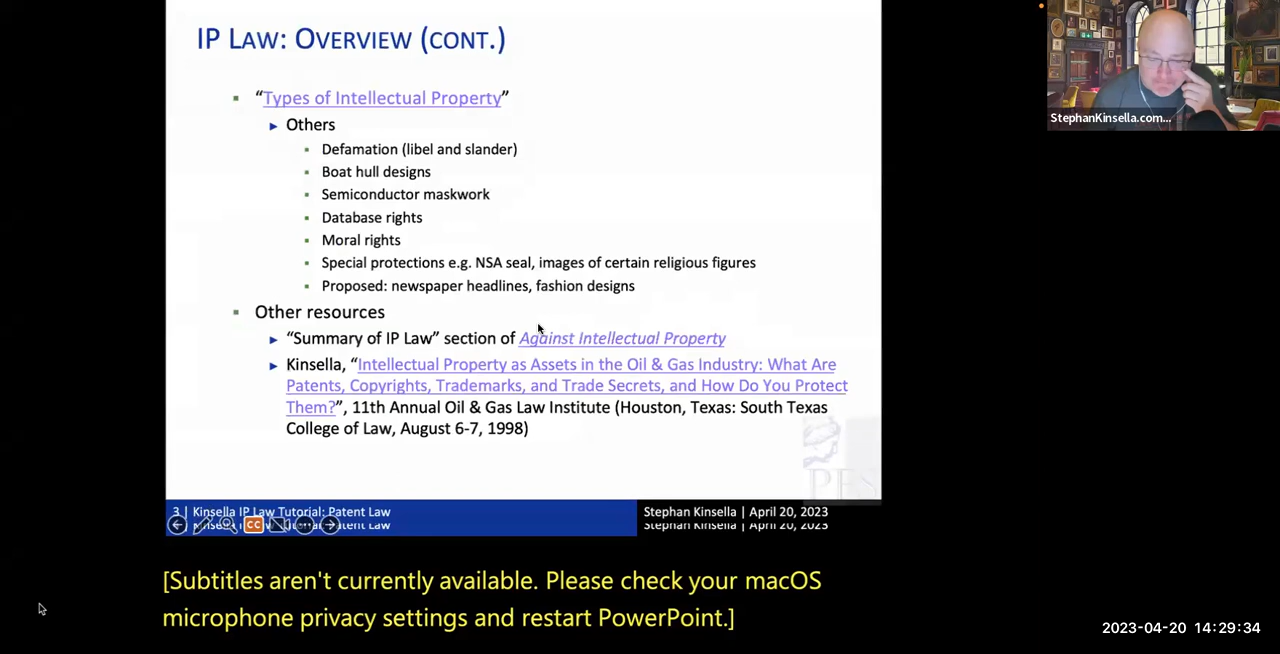 IP LAW: OVERVIEW (CONT.)
“Types of Intellectual Property”
Others
Defamation (libel and slander)
Boat hull designs
Semiconductor maskwork
Database rights
Moral rights
Special protections e.g. NSA seal, images of certain religious figures
Proposed: newspaper headlines, fashion designs
Other resources
“Summary of IP Law” section of Against Intellectual Property
Kinsella, “Intellectual Property as Assets in the Oil & Gas Industry: What Are
Patents, Copyrights, Trademarks, and Trade Secrets, and How Do You Protect
Them?”, 11th Annual Oil & Gas Law Institute (Houston, Texas: South Texas
College of Law, August 6-7, 1998)
PFS
3 | Kinsella IP Law Tutorial: Patent Law
Stephan Kinsella | April 20, 2023
Stephan Kinsella | April 20, 2023
CC
[Subtitles aren't currently available. Please check your macOS
microphone privacy settings and restart PowerPoint.]
StephanKinsella.com...
2023-04-20 14:29:34